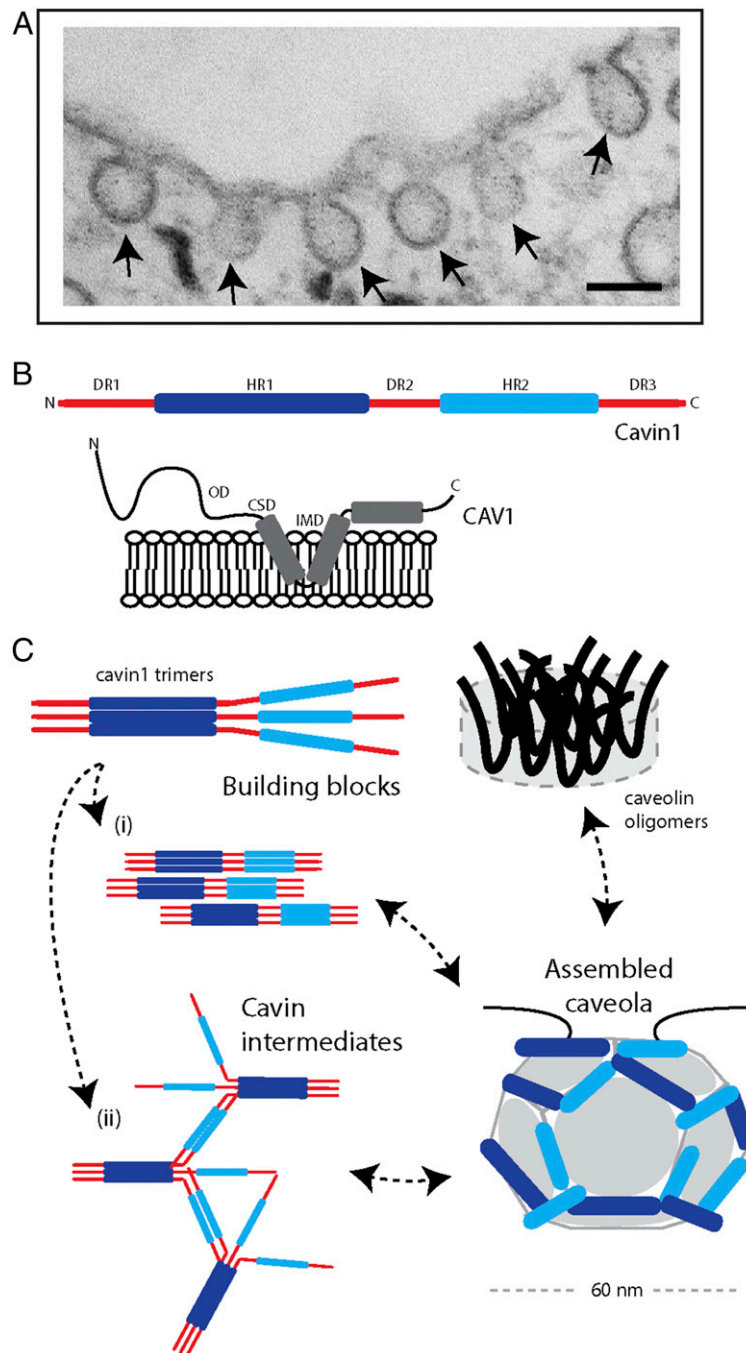 A
B
DR1 HR1 DR2 HR2 DR3
N C
Cavin1
N
OD CSD IMD C
CAV1
C
cavin1 trimers
Building blocks
caveolin
oligomers
(i)
Assembled
caveola
Cavin
intermediates
(ii)
60 nm